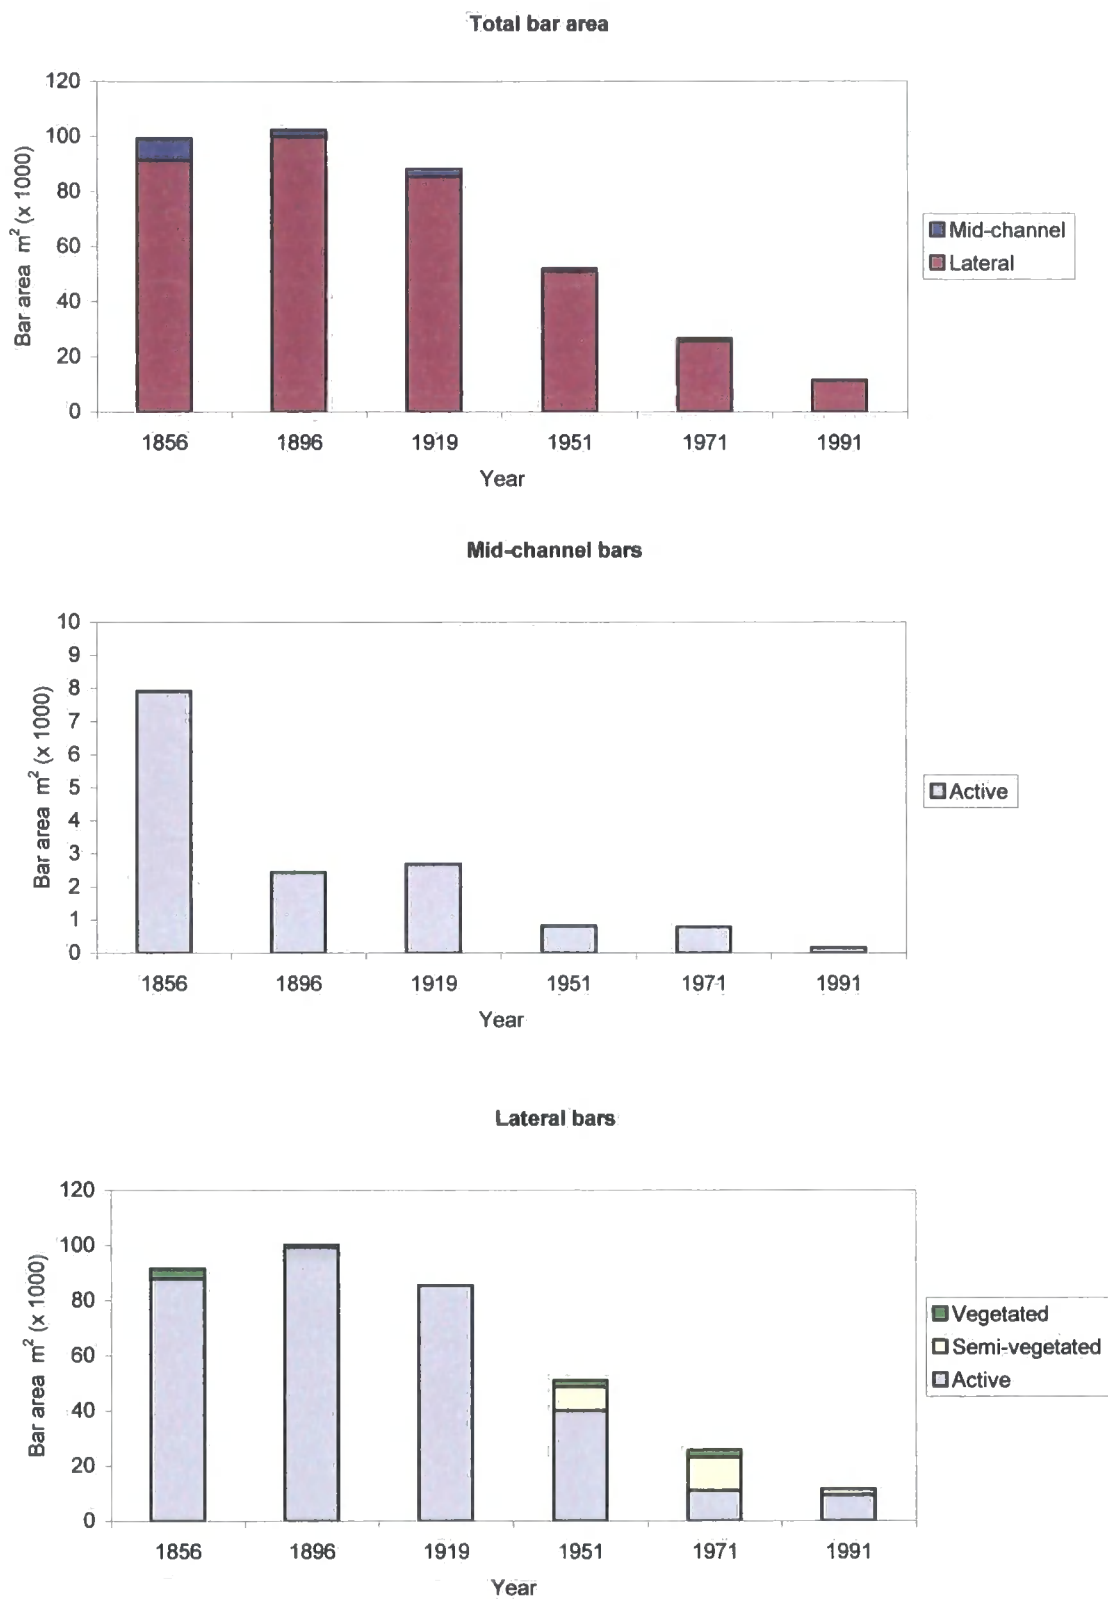 Total bar area
120
100
80
60
40
20
0
Bar area m² (x 1000)
1856 1896 1919 1951 1971 1991
Year
Mid-channel
Lateral
Mid-channel bars
10
9
8
7
6
5
4
3
2
1
0
Bar area m² (x 1000)
1856 1896 1919 1951 1971 1991
Year
Active
Lateral bars
120
100
80
60
40
20
0
Bar area m² (x 1000)
1856 1896 1919 1951 1971 1991
Year
Vegetated
Semi-vegetated
Active